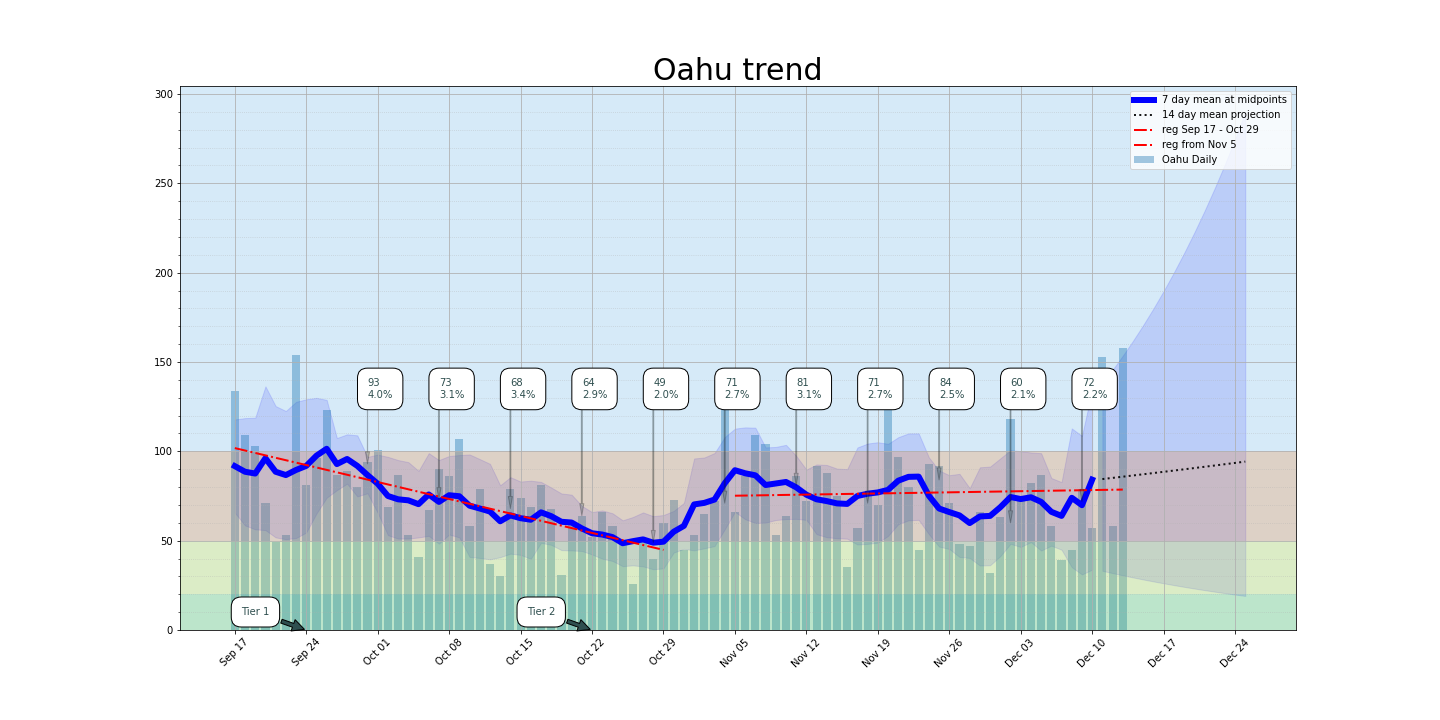 Oahu trend
300
250
200
150
100
50
0
7 day mean at midpoints
14 day mean projection
reg Sep 17 - Oct 29
reg from Nov 5
Oahu Daily
93
4.0%
73
3.1%
68
3.4%
64
2.9%
49
2.0%
71
2.7%
81
3.1%
71
2.7%
84
2.5%
60
2.1%
72
2.2%
Tier 1
Tier 2
Sep 17
Sep 24
Oct 01
Oct 08
Oct 15
Oct 22
Oct 29
Nov 05
Nov 12
Nov 19
Nov 26
Dec 03
Dec 10
Dec 17
Dec 24